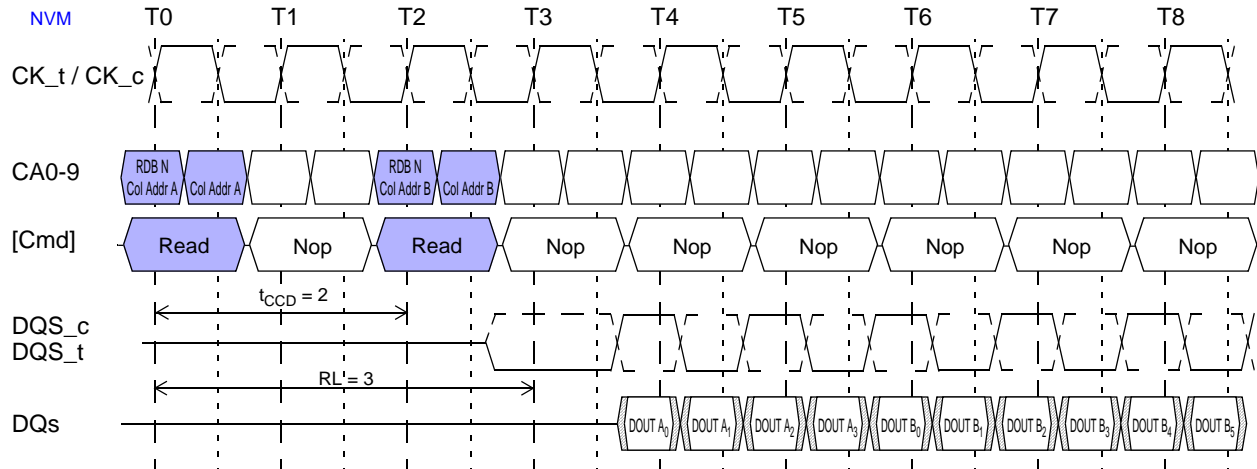 NVM T0 T1 T2 T3 T4 T5 T6 T7 T8
CK_t / CK_c
CA0-9 RDB N Col Addr A Col Addr A RDB N Col Addr B Col Addr B
[Cmd] Read Nop Read Nop Nop Nop Nop Nop Nop
tCCD = 2
DQS_c
DQS_t
RL = 3
DQs DOUT A0 DOUT A1 DOUT A2 DOUT A3 DOUT B0 DOUT B1 DOUT B2 DOUT B3 DOUT B4 DOUT B5